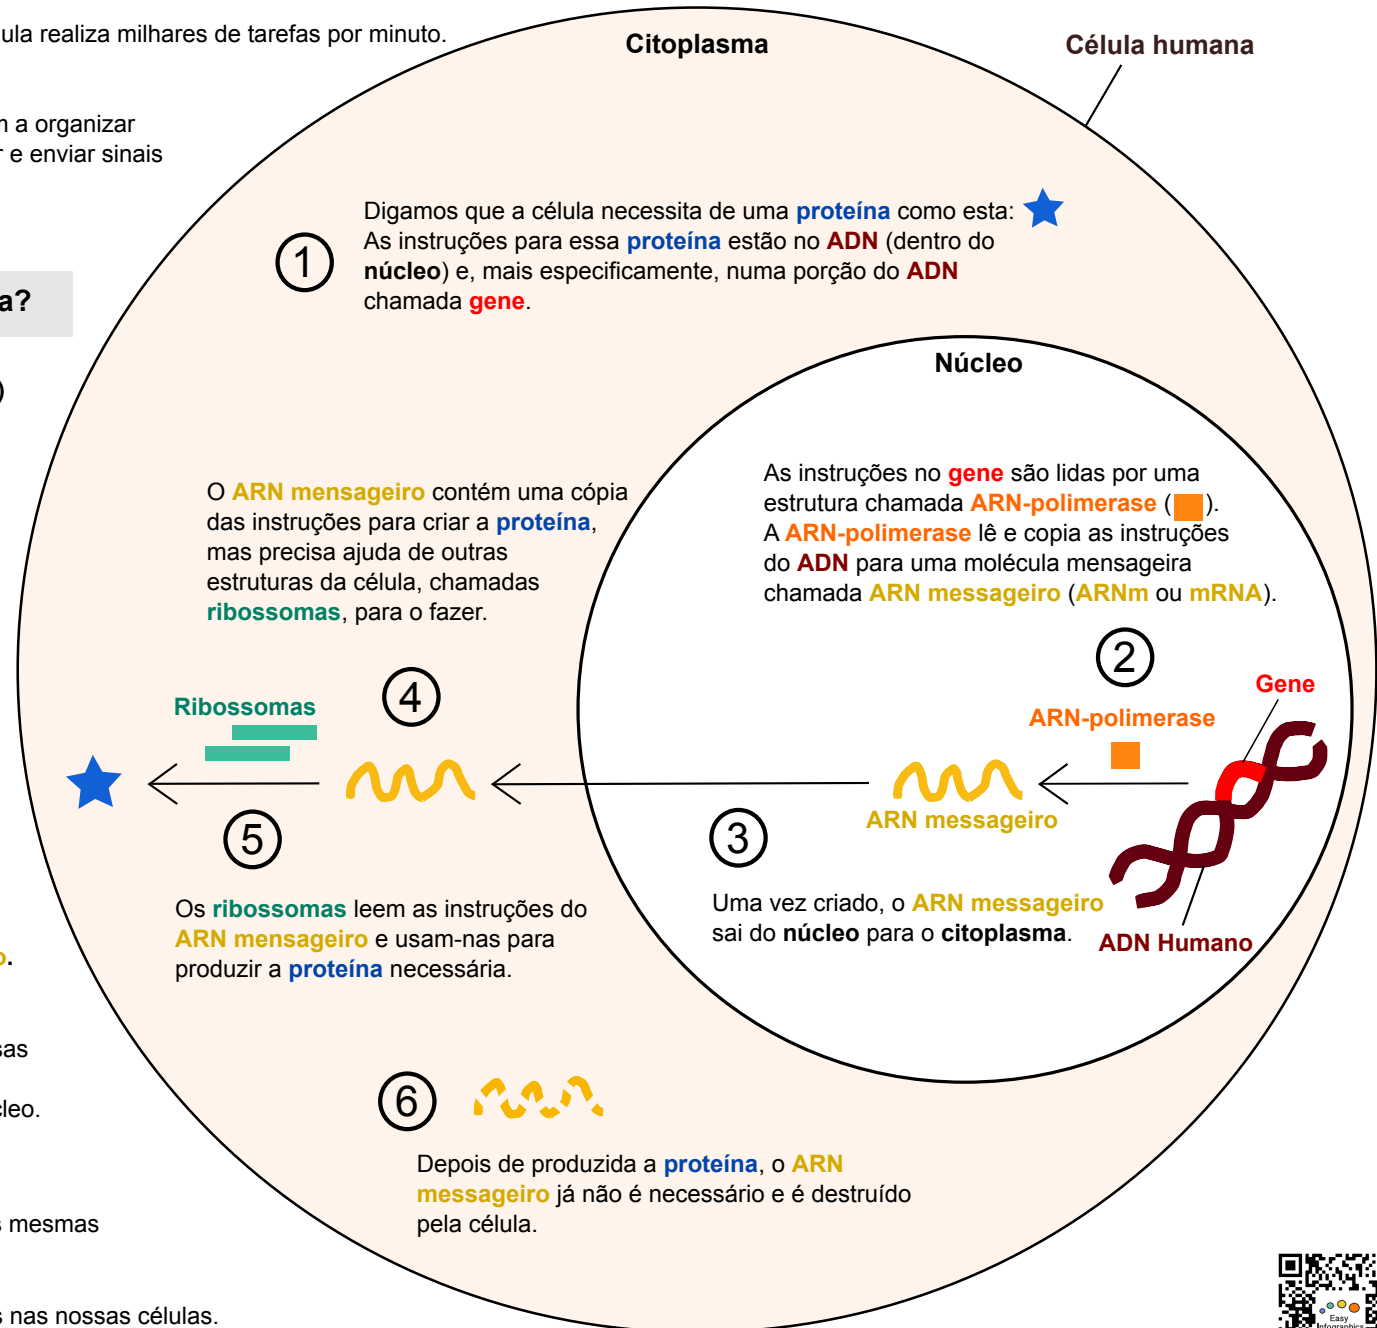 ula realiza milhares de tarefas por minuto.
a organizar
e enviar sinais
a?
o.
sas
cleo.
mesmas
nas nossas células.
Citoplasma
Célula humana
1
Digamos que a célula necessita de uma proteína como esta:
As instruções para essa proteína estão no ADN (dentro do
núcleo) e, mais especificamente, numa porção do ADN
chamada gene.
Núcleo
As instruções no gene são lidas por uma
estrutura chamada ARN-polimerase ( ).
A ARN-polimerase lê e copia as instruções
do ADN para uma molécula mensageira
chamada ARN messageiro (ARNm ou mRNA).
2
Gene
ARN-polimerase
ARN messageiro
ADN Humano
3
Uma vez criado, o ARN messageiro
sai do núcleo para o citoplasma.
O ARN mensageiro contém uma cópia
das instruções para criar a proteína,
mas precisa ajuda de outras
estruturas da célula, chamadas
ribossomas, para o fazer.
4
Ribossomas
5
Os ribossomas leem as instruções do
ARN mensageiro e usam-nas para
produzir a proteína necessária.
6
Depois de produzida a proteína, o ARN
messageiro já não é necessário e é destruído
pela célula.
Easy
Infographics